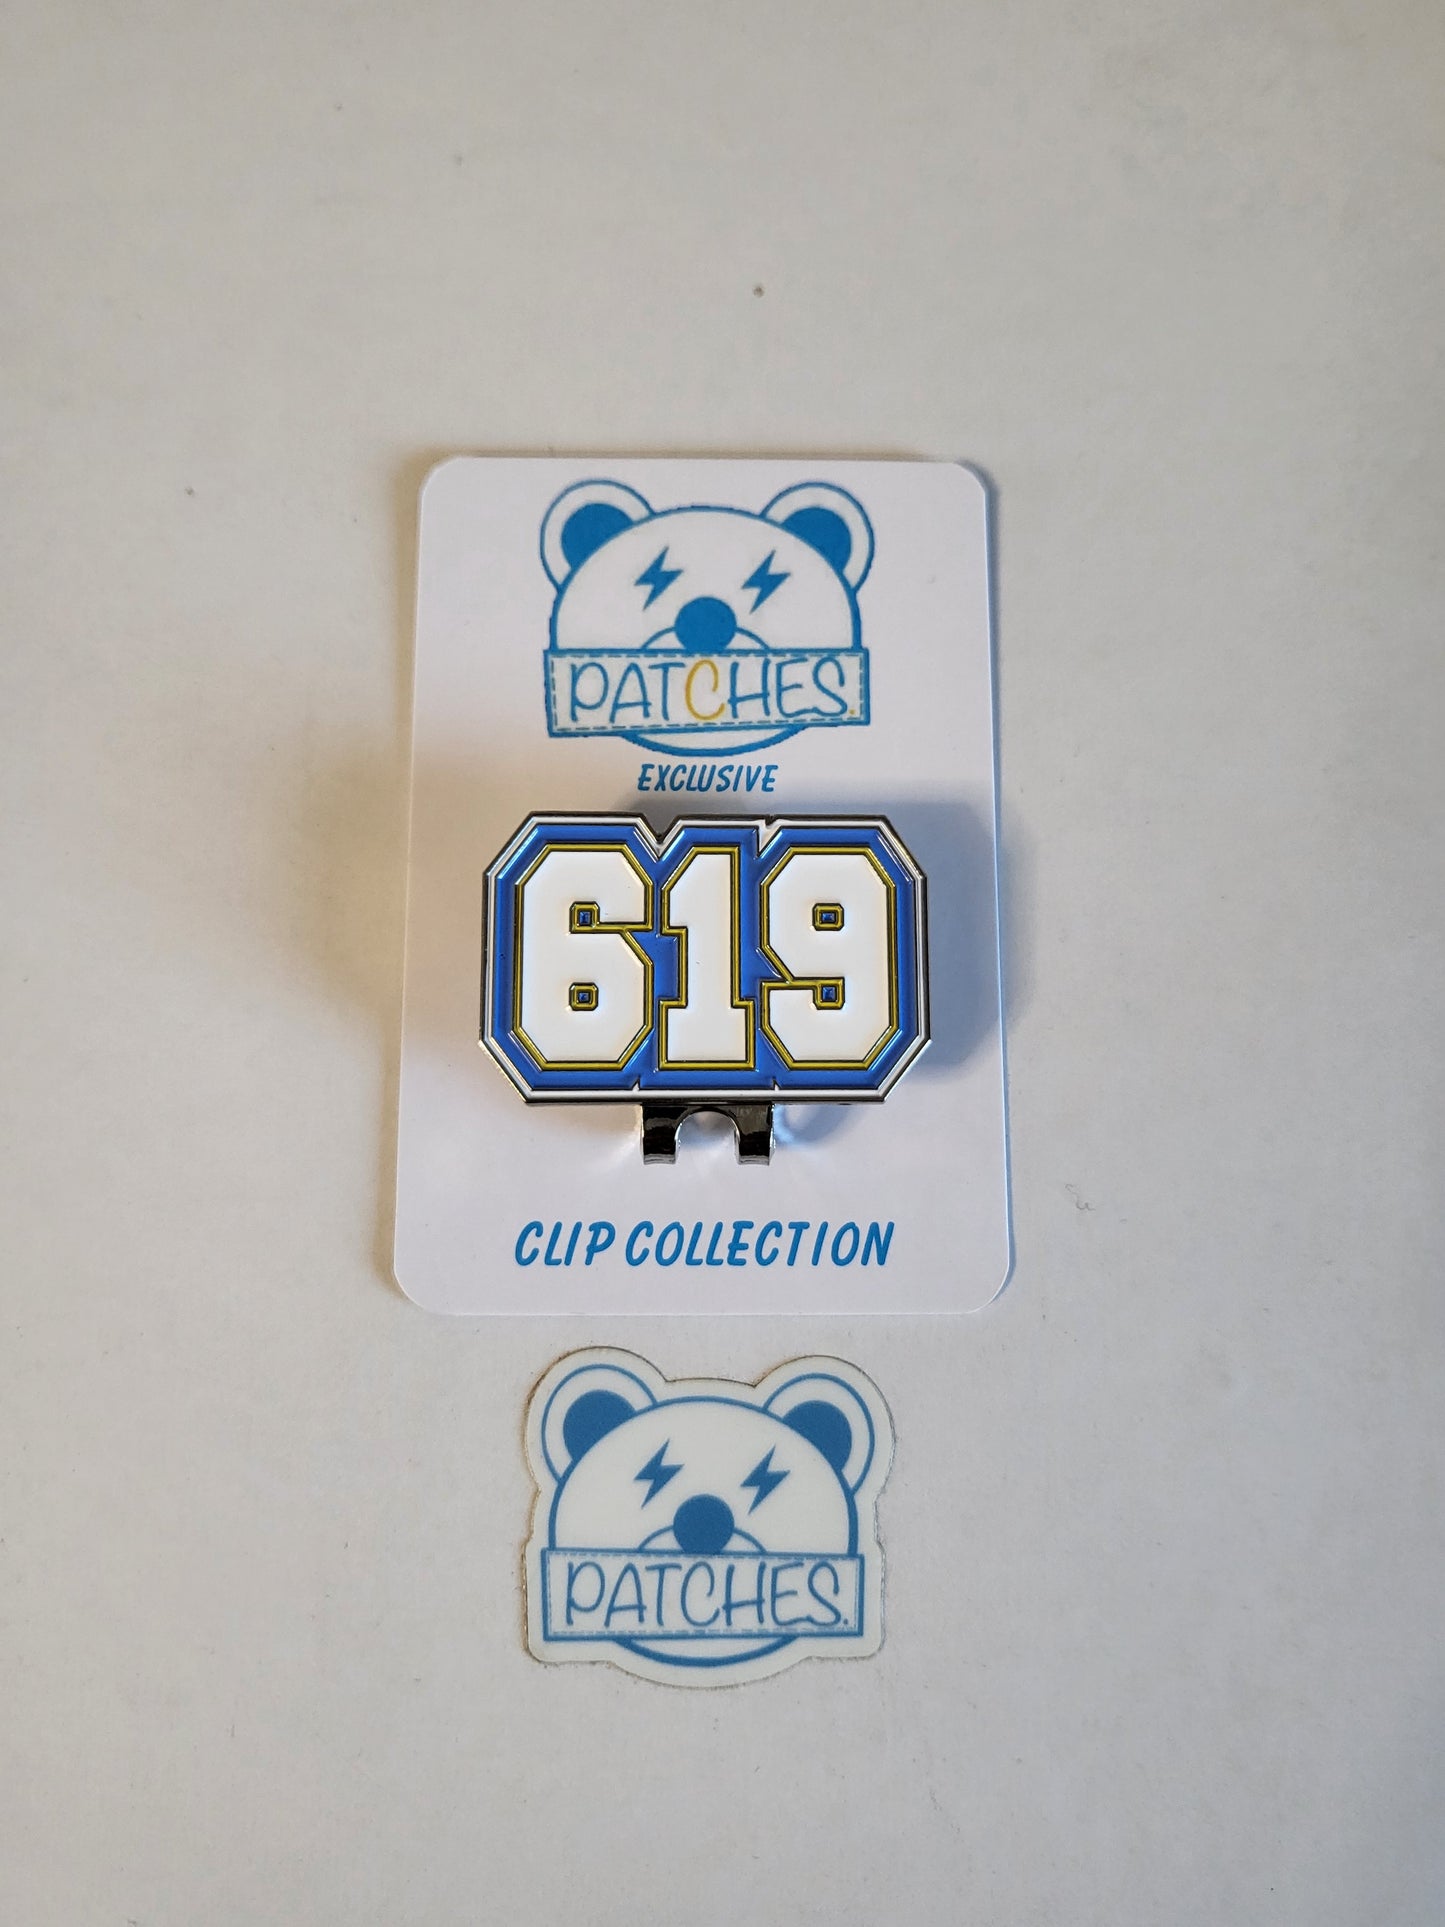 PATCHES.
EXCLUSIVE
619
CLIP COLLECTION
PATCHES.